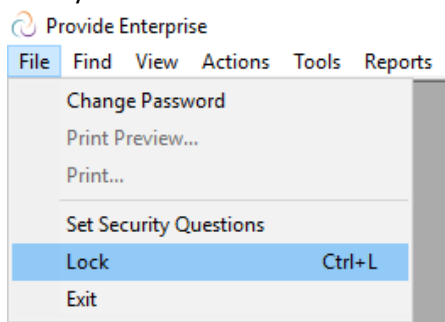 Provide Enterprise
File Find View Actions Tools Reports
Change Password
Print Preview...
Print...
Set Security Questions
Lock Ctrl+L
Exit